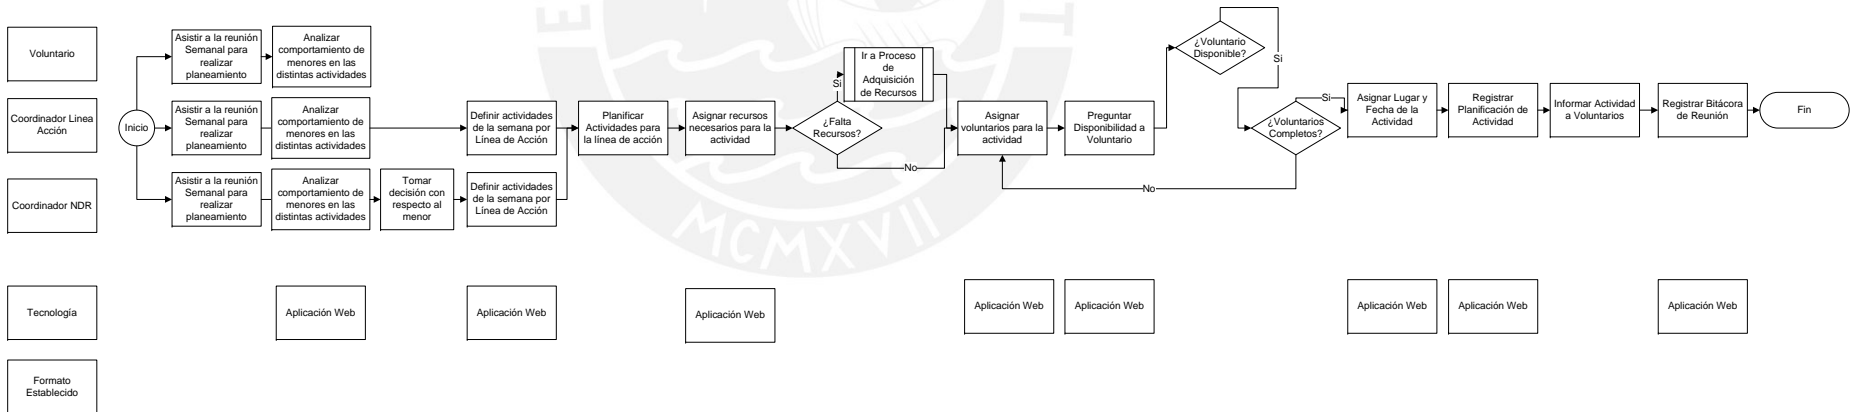 Voluntario
Asistir a la reunión
Semanal para
realizar
planeamiento
Analizar
comportamiento de
menores en las
distintas actividades
Ir a Proceso
de
Adquisición
de Recursos
¿Voluntario
Disponible?
Si
Si
Coordinador Linea
Acción
Inicio
Asistir a la reunión
Semanal para
realizar
planeamiento
Analizar
comportamiento de
menores en las
distintas actividades
Definir actividades
de la semana por
Línea de Acción
Planificar
Actividades para
la línea de acción
Asignar recursos
necesarios para la
actividad
¿Falta
Recursos?
No
Asignar
voluntarios para la
actividad
Preguntar
Disponibilidad a
Voluntario
¿Voluntarios
Completos?
Si
No
Asignar Lugar y
Fecha de la
Actividad
Registrar
Planificación de
Actividad
Informar Actividad
a Voluntarios
Registrar Bitácora
de Reunión
Fin
Coordinador NDR
Asistir a la reunión
Semanal para
realizar
planeamiento
Analizar
comportamiento de
menores en las
distintas actividades
Tomar
decisión con
respecto al
menor
Definir actividades
de la semana por
Línea de Acción
MCMXVII
Tecnología
Aplicación Web
Aplicación Web
Aplicación Web
Aplicación Web
Aplicación Web
Aplicación Web
Aplicación Web
Aplicación Web
Formato
Establecido